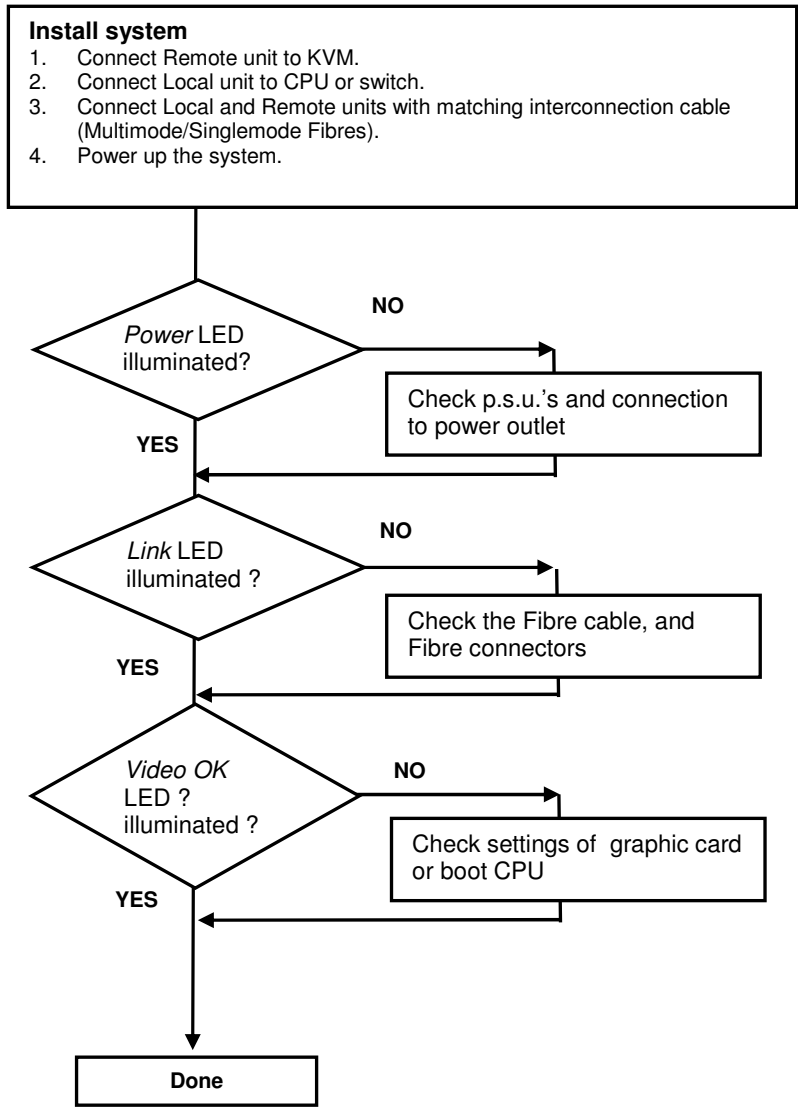 Install system
1. Connect Remote unit to KVM.
2. Connect Local unit to CPU or switch.
3. Connect Local and Remote units with matching interconnection cable
(Multimode/Singlemode Fibres).
4. Power up the system.
NO
Power LED
illuminated?
Check p.s.u.'s and connection
to power outlet
YES
NO
Link LED
illuminated ?
Check the Fibre cable, and
Fibre connectors
YES
Video OK
LED ?
illuminated ?
NO
Check settings of  graphic card
or boot CPU
YES
Done